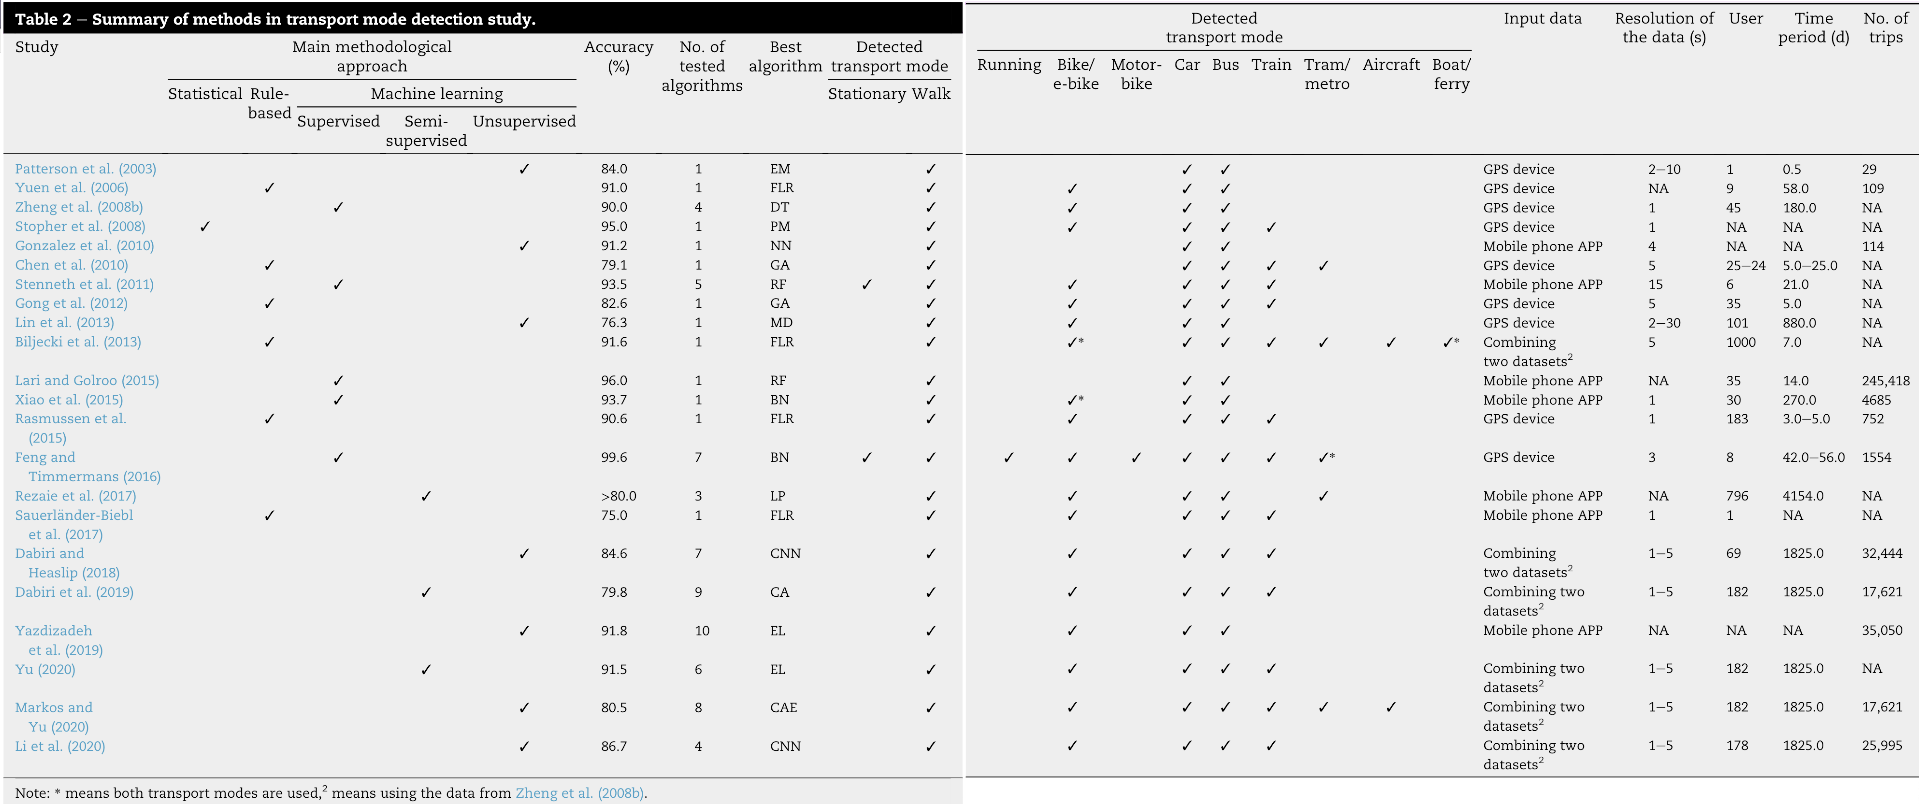 Table 2 – Summary of methods in transport mode detection study.
Study Main methodological approach Accuracy (%) No. of tested algorithms Best algorithm Detected transport mode Detected transport mode Input data Resolution of the data (s) User Time period (d) No. of trips
Statistical Rule-based Machine learning Stationary Walk Running Bike/e-bike Motor-bike Car Bus Train Tram/metro Aircraft Boat/ferry
Supervised Semi-supervised Unsupervised
Patterson et al. (2003) ✓ 84.0 1 EM ✓ ✓ ✓ GPS device 2–10 1 0.5 29
Yuen et al. (2006) ✓ 91.0 1 FLR ✓ ✓ ✓ ✓ GPS device NA 9 58.0 109
Zheng et al. (2008b) ✓ 90.0 4 DT ✓ ✓ ✓ ✓ GPS device 1 45 180.0 NA
Stopher et al. (2008) ✓ 95.0 1 PM ✓ ✓ ✓ ✓ ✓ GPS device 1 NA NA NA
Gonzalez et al. (2010) ✓ 91.2 1 NN ✓ ✓ ✓ Mobile phone APP 4 NA NA 114
Chen et al. (2010) ✓ 79.1 1 GA ✓ ✓ ✓ ✓ ✓ GPS device 5 25–24 5.0–25.0 NA
Stenneth et al. (2011) ✓ 93.5 5 RF ✓ ✓ ✓ ✓ ✓ ✓ Mobile phone APP 15 6 21.0 NA
Gong et al. (2012) ✓ 82.6 1 GA ✓ ✓ ✓ ✓ ✓ GPS device 5 35 5.0 NA
Lin et al. (2013) ✓ 76.3 1 MD ✓ ✓ ✓ ✓ GPS device 2–30 101 880.0 NA
Biljecki et al. (2013) ✓ 91.6 1 FLR ✓ ✓* ✓ ✓ ✓ ✓ ✓ ✓* Combining 5 1000 7.0 NA
two datasets²
Lari and Golroo (2015) ✓ 96.0 1 RF ✓ ✓ ✓ Mobile phone APP NA 35 14.0 245,418
Xiao et al. (2015) ✓ 93.7 1 BN ✓ ✓* ✓ ✓ Mobile phone APP 1 30 270.0 4685
Rasmussen et al. ✓ 90.6 1 FLR ✓ ✓ ✓ ✓ ✓ GPS device 1 183 3.0–5.0 752
(2015)
Feng and ✓ 99.6 7 BN ✓ ✓ ✓ ✓ ✓ ✓ ✓ ✓ ✓* GPS device 3 8 42.0–56.0 1554
Timmermans (2016)
Rezaie et al. (2017) ✓ >80.0 3 LP ✓ ✓ ✓ ✓ ✓ Mobile phone APP NA 796 4154.0 NA
Sauerländer-Biebl ✓ 75.0 1 FLR ✓ ✓ ✓ ✓ ✓ Mobile phone APP 1 1 NA NA
et al. (2017)
Dabiri and ✓ 84.6 7 CNN ✓ ✓ ✓ ✓ ✓ Combining 1–5 69 1825.0 32,444
Heaslip (2018) two datasets²
Dabiri et al. (2019) ✓ 79.8 9 CA ✓ ✓ ✓ ✓ ✓ Combining two 1–5 182 1825.0 17,621
datasets²
Yazdizadeh ✓ 91.8 10 EL ✓ ✓ ✓ ✓ Mobile phone APP NA NA NA 35,050
et al. (2019)
Yu (2020) ✓ 91.5 6 EL ✓ ✓ ✓ ✓ ✓ Combining two 1–5 182 1825.0 NA
datasets²
Markos and ✓ 80.5 8 CAE ✓ ✓ ✓ ✓ ✓ ✓ ✓ Combining two 1–5 182 1825.0 17,621
Yu (2020) datasets²
Li et al. (2020) ✓ 86.7 4 CNN ✓ ✓ ✓ ✓ ✓ Combining two 1–5 178 1825.0 25,995
datasets²
Note: * means both transport modes are used,² means using the data from Zheng et al. (2008b).